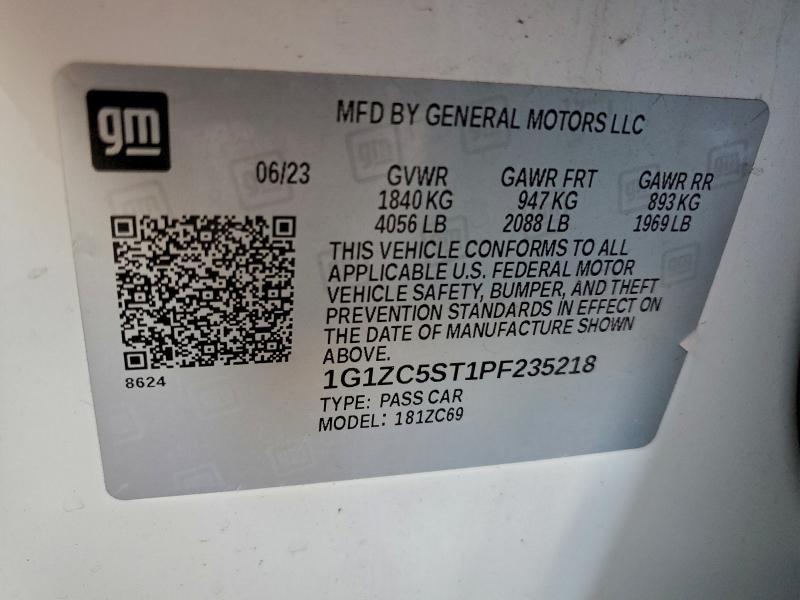 gm
MFD BY GENERAL MOTORS LLC
06/23 GVWR GAWR FRT GAWR RR
1840 KG 947 KG 893 KG
4056 LB 2088 LB 1969 LB
THIS VEHICLE CONFORMS TO ALL
APPLICABLE U.S. FEDERAL MOTOR
VEHICLE SAFETY, BUMPER, AND THEFT
PREVENTION STANDARDS IN EFFECT ON
THE DATE OF MANUFACTURE SHOWN
ABOVE.
8624
1G1ZC5ST1PF235218
TYPE: PASS CAR
MODEL: 181ZC69